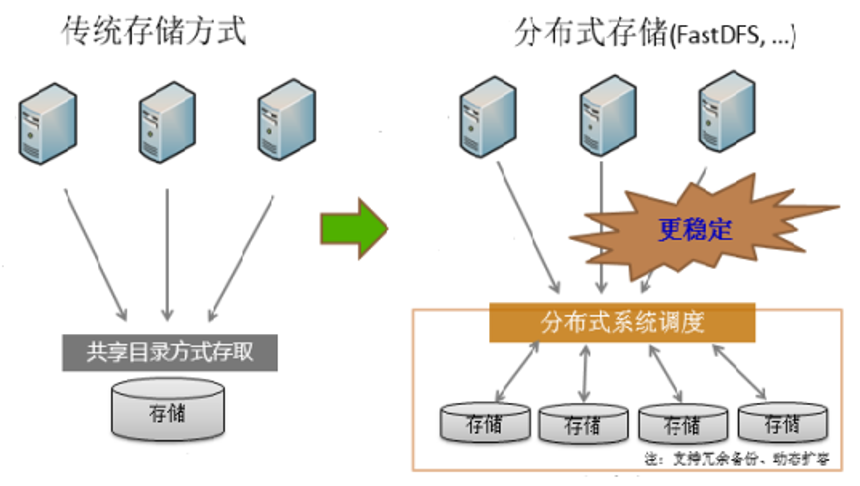 传统存储方式
分布式存储(FastDFS, ...)
更稳定
共享目录方式存取
存储
分布式系统调度
存储
存储
存储
存储
注：支持冗余备份、动态扩容